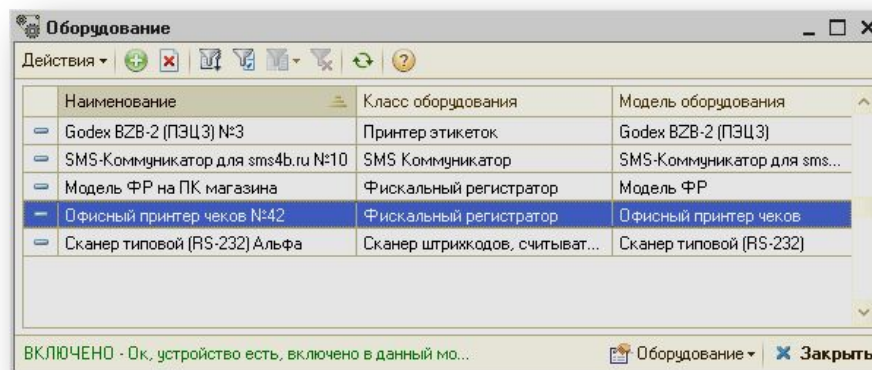 Оборудование
Действия
Наименование Класс оборудования Модель оборудования
Godex BZB-2 (ПЭЦ3) №3 Принтер этикеток Godex BZB-2 (ПЭЦ3)
SMS-Коммуникатор для sms4b.ru №10 SMS Коммуникатор SMS-Коммуникатор для sms...
Модель ФР на ПК магазина Фискальный регистратор Модель ФР
Офисный принтер чеков №42 Фискальный регистратор Офисный принтер чеков
Сканер типовой (RS-232) Альфа Сканер штрихкодов, считыват... Сканер типовой (RS-232)
ВКЛЮЧЕНО - Ок, устройство есть, включено в данный мо... Оборудование Закрыть